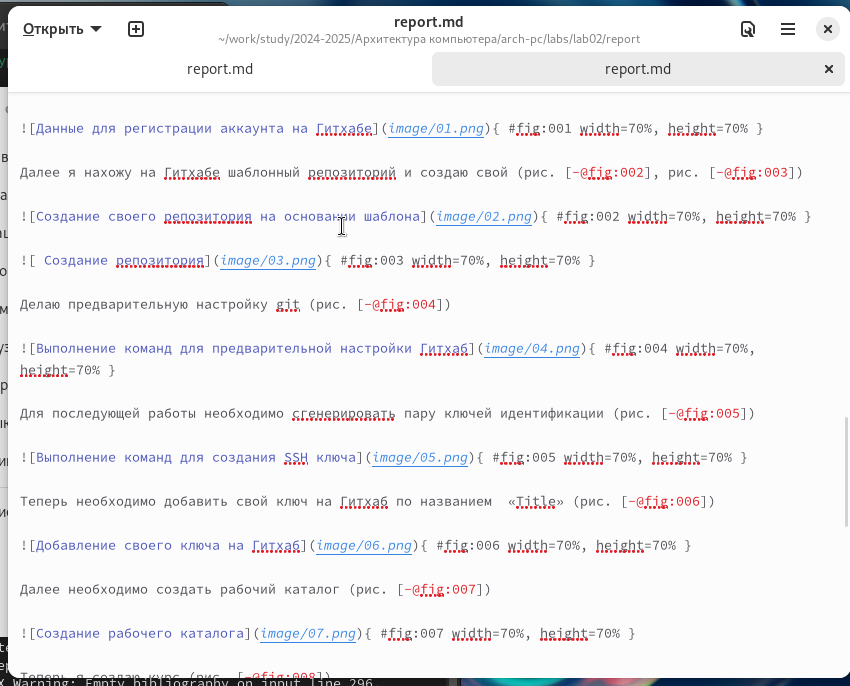 Открыть
report.md
~/work/study/2024-2025/Архитектура компьютера/arch-pc/labs/lab02/report
report.md
report.md
![Данные для регистрации аккаунта на Гитхабе](image/01.png){ #fig:001 width=70%, height=70% }
Далее я нахожу на Гитхабе шаблонный репозиторий и создаю свой (рис. [-@fig:002], рис. [-@fig:003])
![Создание своего репозитория на основании шаблона](image/02.png){ #fig:002 width=70%, height=70% }
![ Создание репозитория](image/03.png){ #fig:003 width=70%, height=70% }
Делаю предварительную настройку git (рис. [-@fig:004])
![Выполнение команд для предварительной настройки Гитхаб](image/04.png){ #fig:004 width=70%,
height=70% }
Для последующей работы необходимо сгенерировать пару ключей идентификации (рис. [-@fig:005])
![Выполнение команд для создания SSH ключа](image/05.png){ #fig:005 width=70%, height=70% }
Теперь необходимо добавить свой ключ на Гитхаб по названием  «Title» (рис. [-@fig:006])
![Добавление своего ключа на Гитхаб](image/06.png){ #fig:006 width=70%, height=70% }
Далее необходимо создать рабочий каталог (рис. [-@fig:007])
![Создание рабочего каталога](image/07.png){ #fig:007 width=70%, height=70% }
Теперь я создаю курс (рис. [-@fig:008])
X Warning: Empty bibliography on input line 296